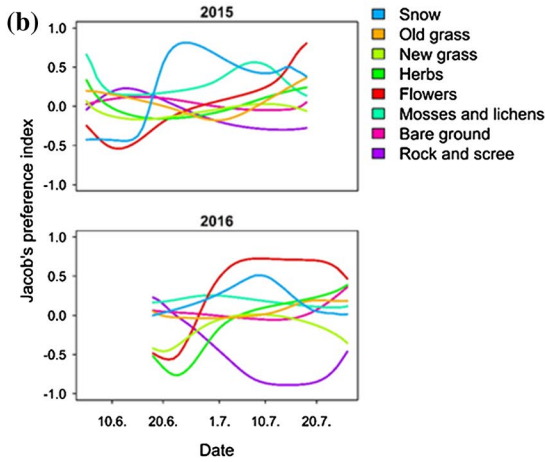 (b)
2015
1.0
0.5
0.0
-0.5
-1.0
Snow
Old grass
New grass
Herbs
Flowers
Mosses and lichens
Bare ground
Rock and scree
Jacob's preference index
2016
1.0
0.5
0.0
-0.5
-1.0
10.6. 20.6. 1.7. 10.7. 20.7.
Date